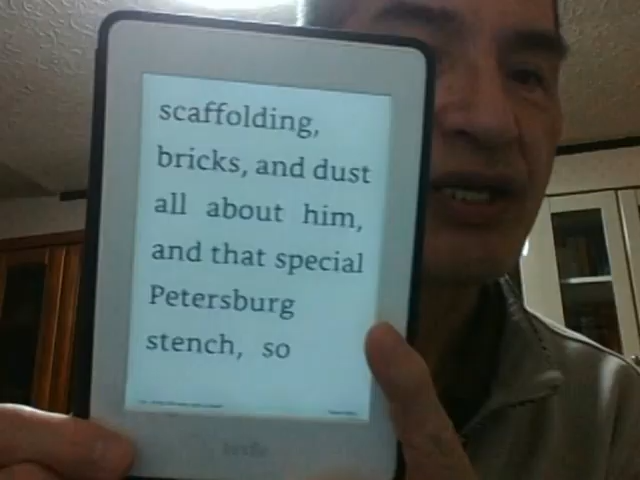 scaffolding,
bricks, and dust
all about him,
and that special
Petersburg
stench, so